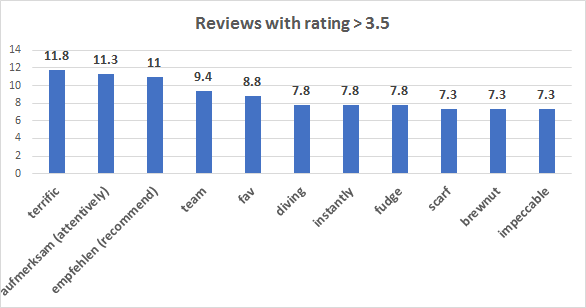 Reviews with rating > 3.5
14
12
10
8
6
4
2
0
11.8
11.3
11
9.4
8.8
7.8
7.8
7.8
7.3
7.3
7.3
terrific
aufmerksam (attentively)
empfehlen (recommend)
team
fav
diving
instantly
fudge
scarf
brewnut
impeccable